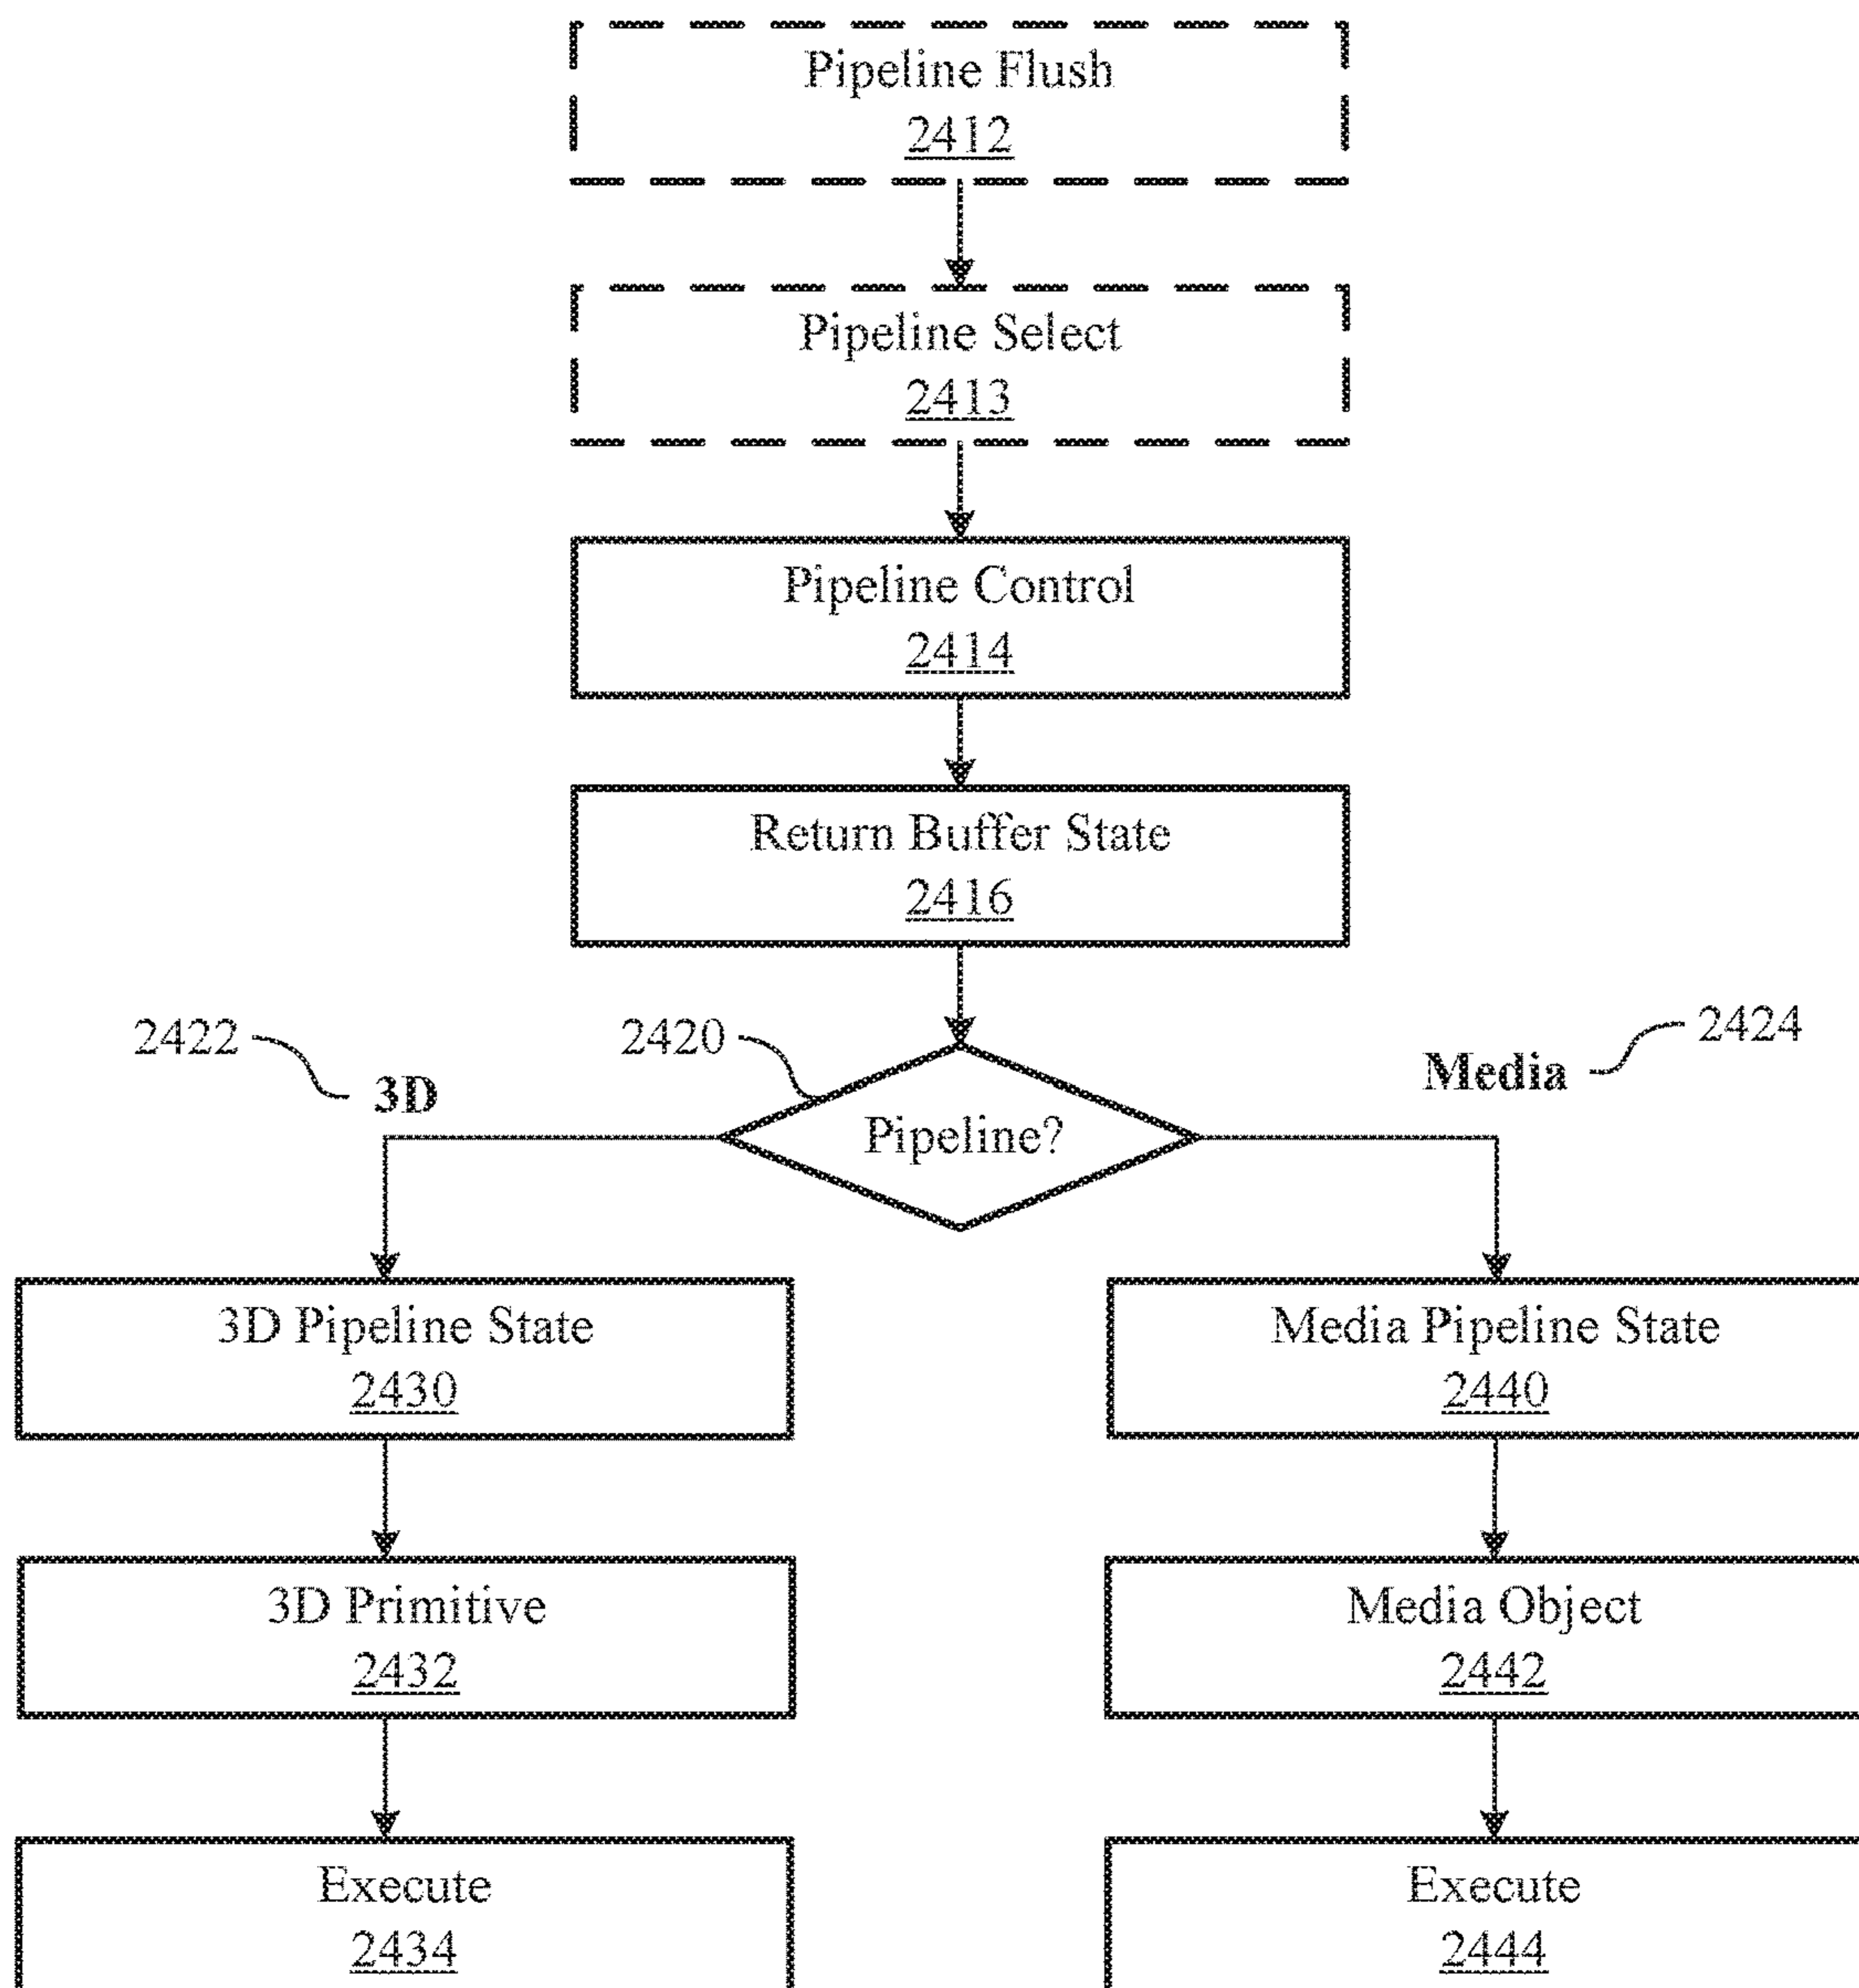 Pipeline Flush
2412
Pipeline Select
2413
Pipeline Control
2414
Return Buffer State
2416
2422
2420
2424
3D
Media
Pipeline?
3D Pipeline State
2430
Media Pipeline State
2440
3D Primitive
2432
Media Object
2442
Execute
2434
Execute
2444